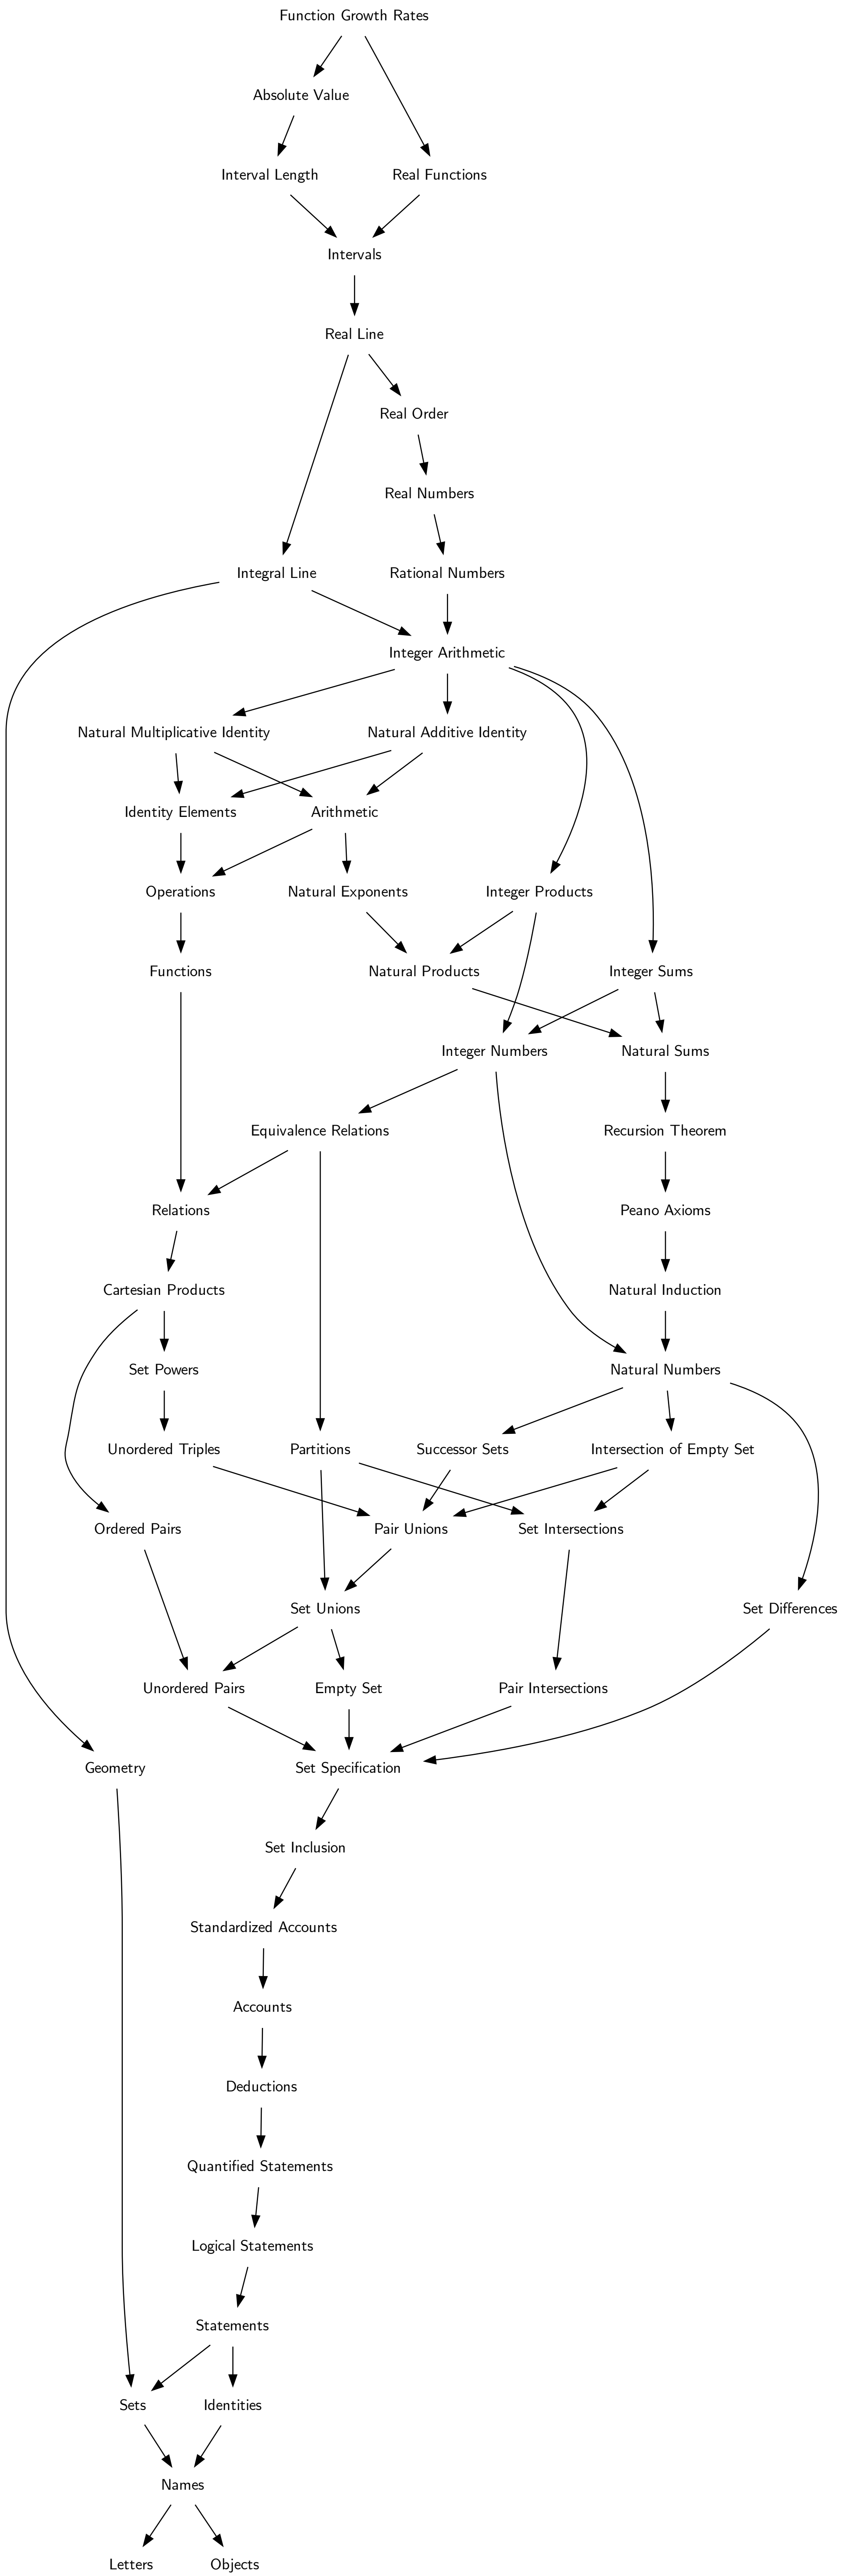 Function Growth Rates
Absolute Value
Interval Length
Real Functions
Intervals
Real Line
Real Order
Real Numbers
Integral Line
Rational Numbers
Integer Arithmetic
Natural Multiplicative Identity
Natural Additive Identity
Identity Elements
Arithmetic
Operations
Natural Exponents
Integer Products
Functions
Natural Products
Integer Sums
Integer Numbers
Natural Sums
Equivalence Relations
Recursion Theorem
Relations
Peano Axioms
Cartesian Products
Natural Induction
Set Powers
Natural Numbers
Unordered Triples
Partitions
Successor Sets
Intersection of Empty Set
Ordered Pairs
Pair Unions
Set Intersections
Set Unions
Set Differences
Unordered Pairs
Empty Set
Pair Intersections
Geometry
Set Specification
Set Inclusion
Standardized Accounts
Accounts
Deductions
Quantified Statements
Logical Statements
Statements
Sets
Identities
Names
Letters
Objects